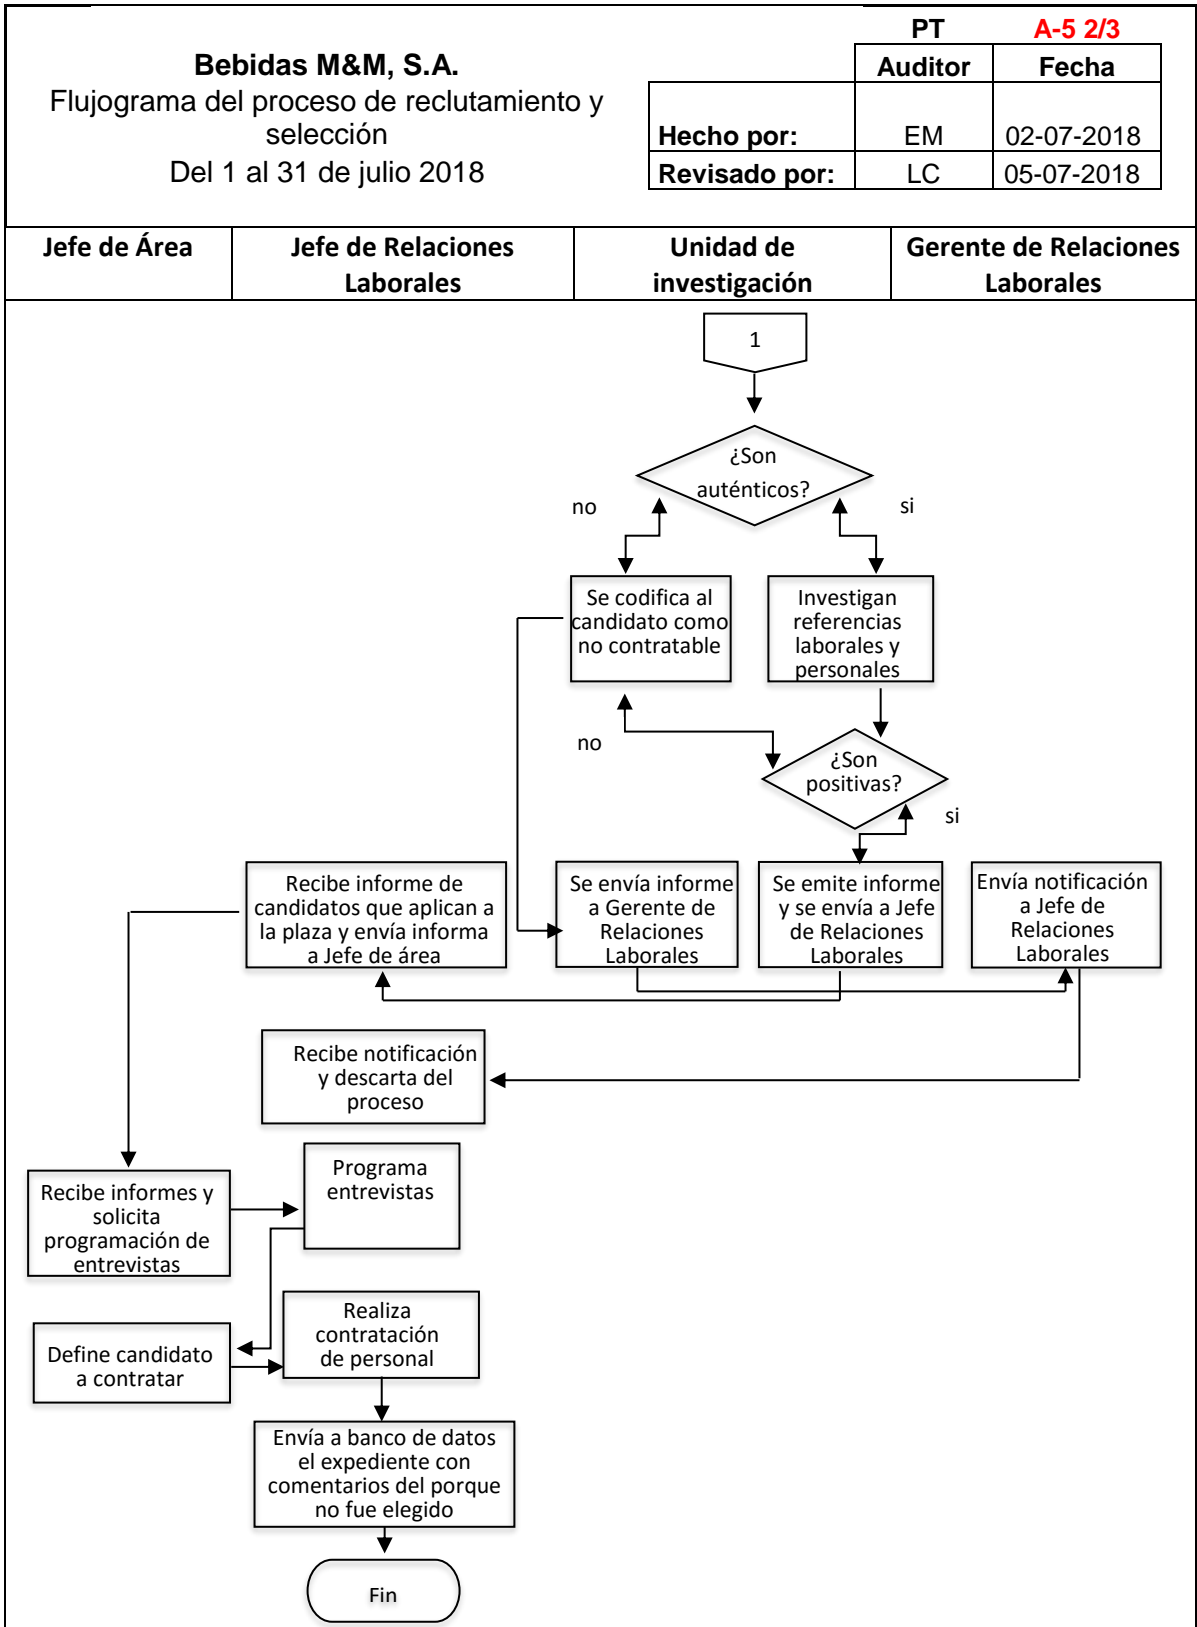 PT A-5 2/3
Bebidas M&M, S.A.
Auditor Fecha
Flujograma del proceso de reclutamiento y
selección
Hecho por: EM 02-07-2018
Del 1 al 31 de julio 2018
Revisado por: LC 05-07-2018
Jefe de Área
Jefe de Relaciones
Laborales
Unidad de
investigación
Gerente de Relaciones
Laborales
1
¿Son
auténticos?
no
si
Se codifica al
candidato como
no contratable
Investigan
referencias
laborales y
personales
no
¿Son
positivas?
si
Recibe informe de
candidatos que aplican a
la plaza y envía informa
a Jefe de área
Se envía informe
a Gerente de
Relaciones
Laborales
Se emite informe
y se envía a Jefe
de Relaciones
Laborales
Envía notificación
a Jefe de
Relaciones
Laborales
Recibe notificación
y descarta del
proceso
Recibe informes y
solicita
programación de
entrevistas
Programa
entrevistas
Define candidato
a contratar
Realiza
contratación
de personal
Envía a banco de datos
el expediente con
comentarios del porque
no fue elegido
Fin